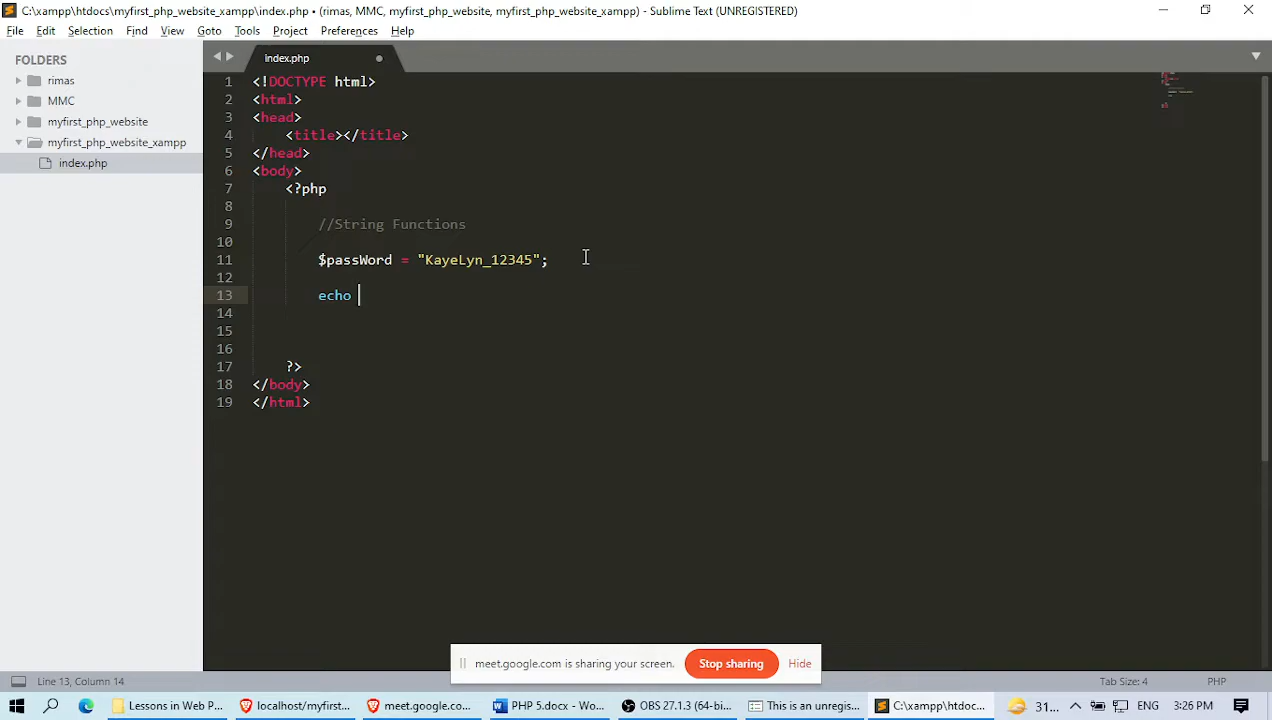 C:\xampp\htdocs\myfirst_php_website_xampp\index.php • (rimas, MMC, myfirst_php_website, myfirst_php_website_xampp) - Sublime Text (UNREGISTERED)
File Edit Selection Find View Goto Tools Project Preferences Help
FOLDERS
rimas
MMC
myfirst_php_website
myfirst_php_website_xampp
index.php
index.php
1 <!DOCTYPE html>
2 <html>
3 <head>
4 <title></title>
5 </head>
6 <body>
7 <?php
8
9 //String Functions
10
11 $passWord = "KayeLyn_12345";
12
13 echo
14
15
16
17 ?>
18 </body>
19 </html>
meet.google.com is sharing your screen. Stop sharing Hide
Line 13, Column 14 Tab Size: 4 PHP
Lessons in Web P... localhost/myfirst... meet.google.co... PHP 5.docx - Wo... OBS 27.1.3 (64-bi... This is an unregis... C:\xampp\htdoc... 31... ENG 3:26 PM